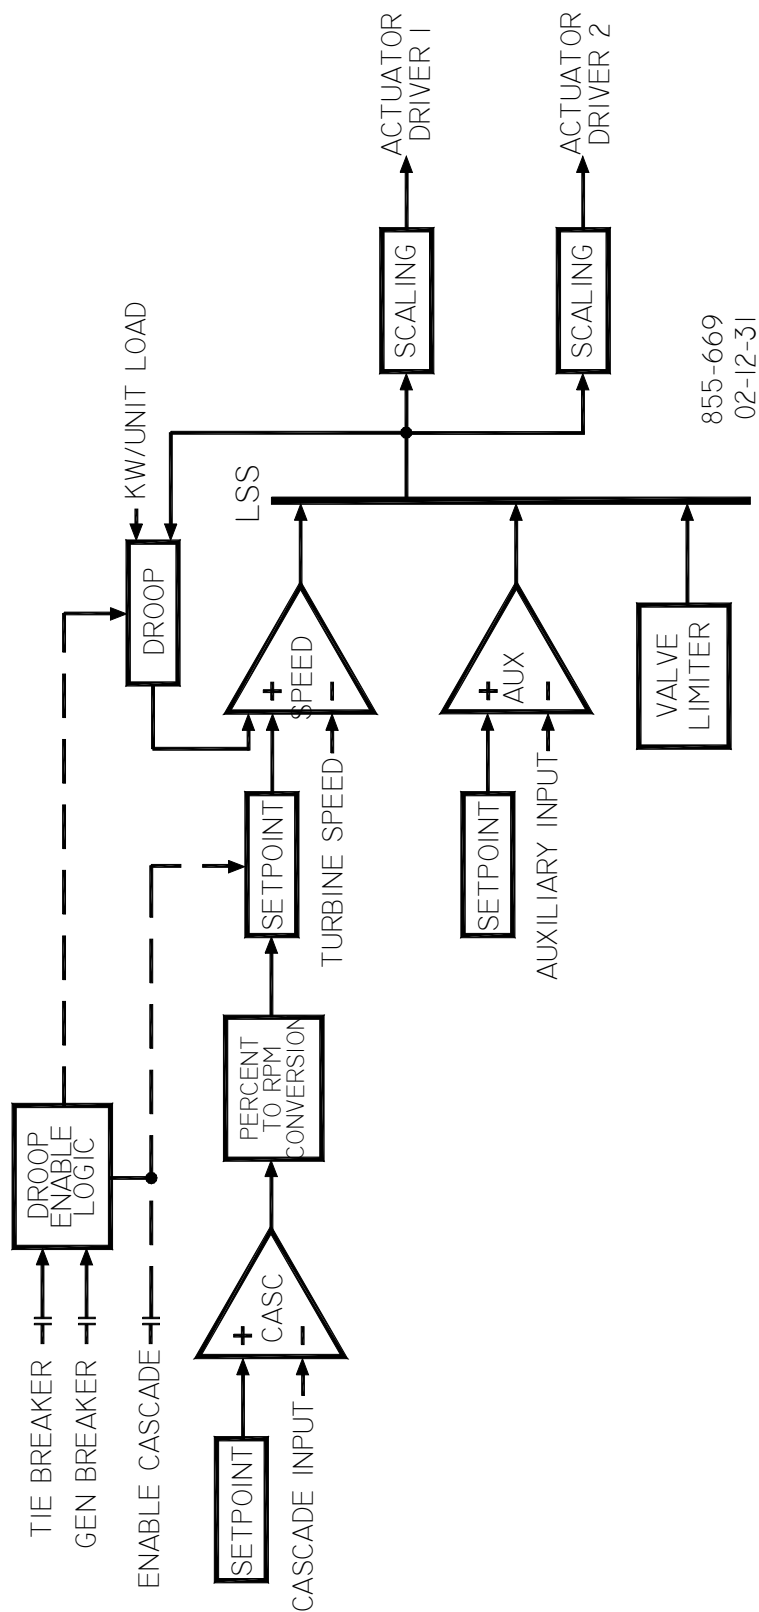 TIE BREAKER
GEN BREAKER
ENABLE CASCADE
SETPOINT
CASCADE INPUT
DROOP
ENABLE
LOGIC
CASC
PERCENT
TO RPM
CONVERSION
SETPOINT
TURBINE SPEED
DROOP
KW/UNIT LOAD
SPEED
LSS
SETPOINT
AUXILIARY INPUT
AUX
VALVE
LIMITER
SCALING
ACTUATOR
DRIVER 1
SCALING
ACTUATOR
DRIVER 2
855-669
02-12-31